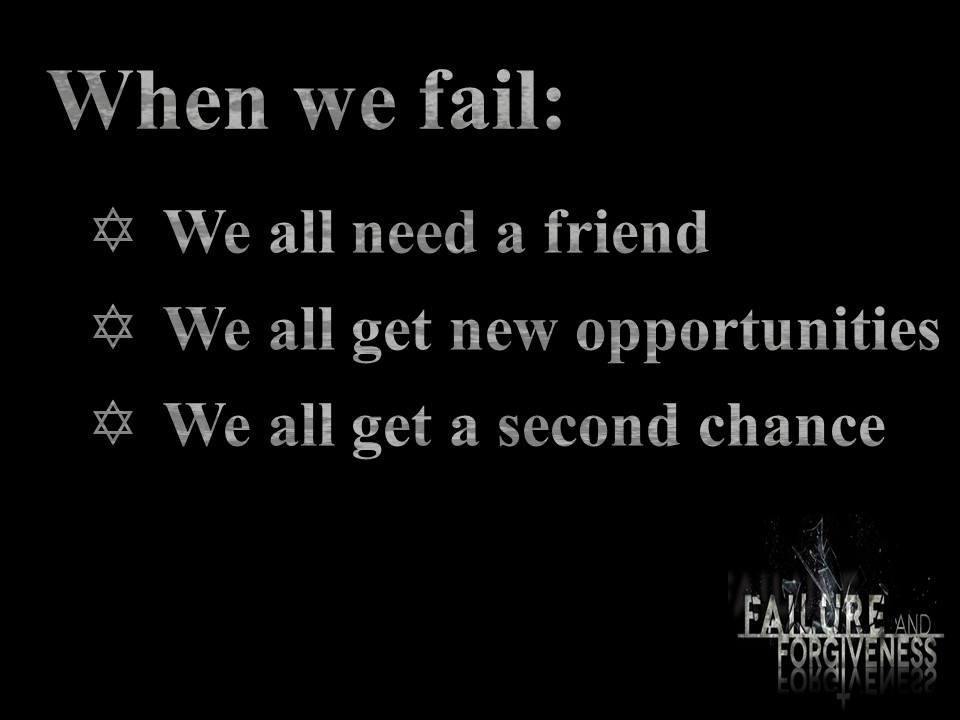 When we fail:
✡ We all need a friend
✡ We all get new opportunities
✡ We all get a second chance
FAILURE AND
FORGIVENESS